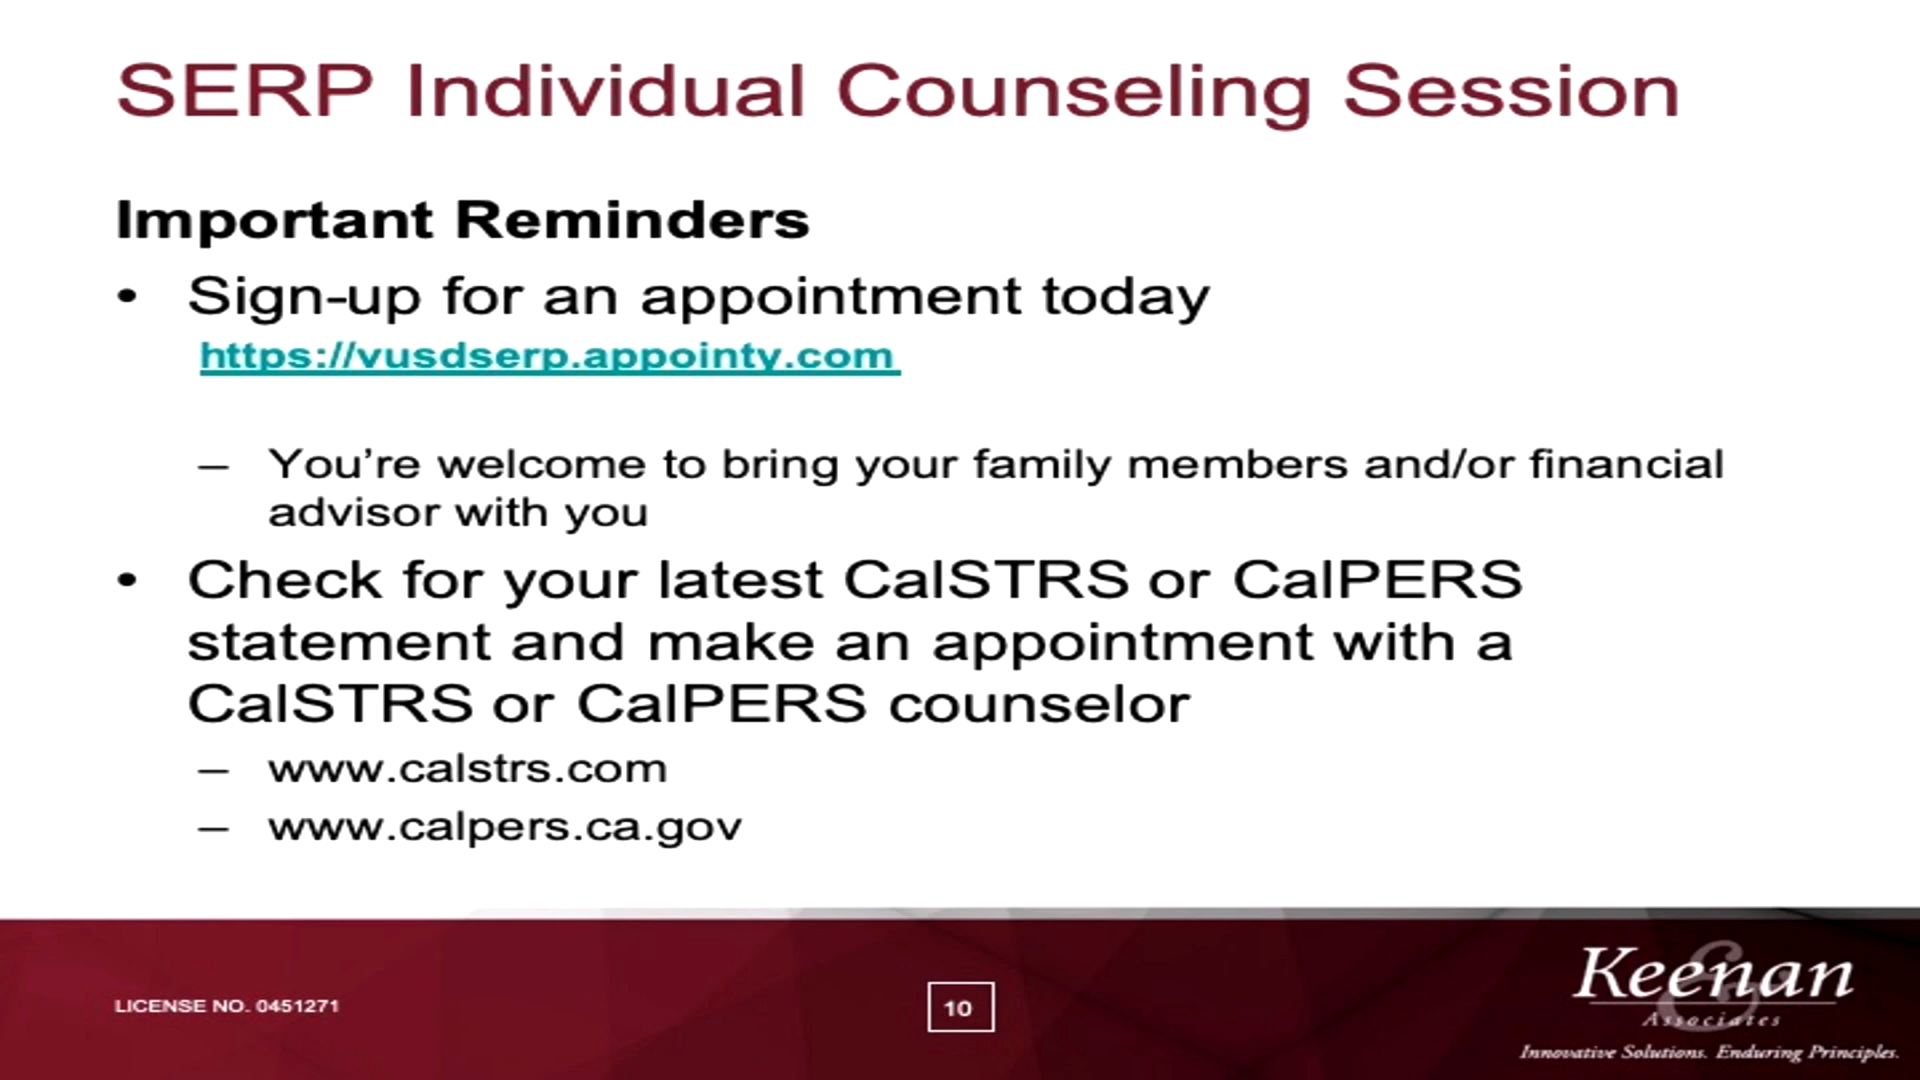 SERP Individual Counseling Session
Important Reminders
• Sign-up for an appointment today
https://vusdserp.appointy.com
– You’re welcome to bring your family members and/or financial
advisor with you
• Check for your latest CalSTRS or CalPERS
statement and make an appointment with a
CalSTRS or CalPERS counselor
– www.calstrs.com
– www.calpers.ca.gov
LICENSE NO. 0451271
10
Keenan
&
Associates
Innovative Solutions. Enduring Principles.